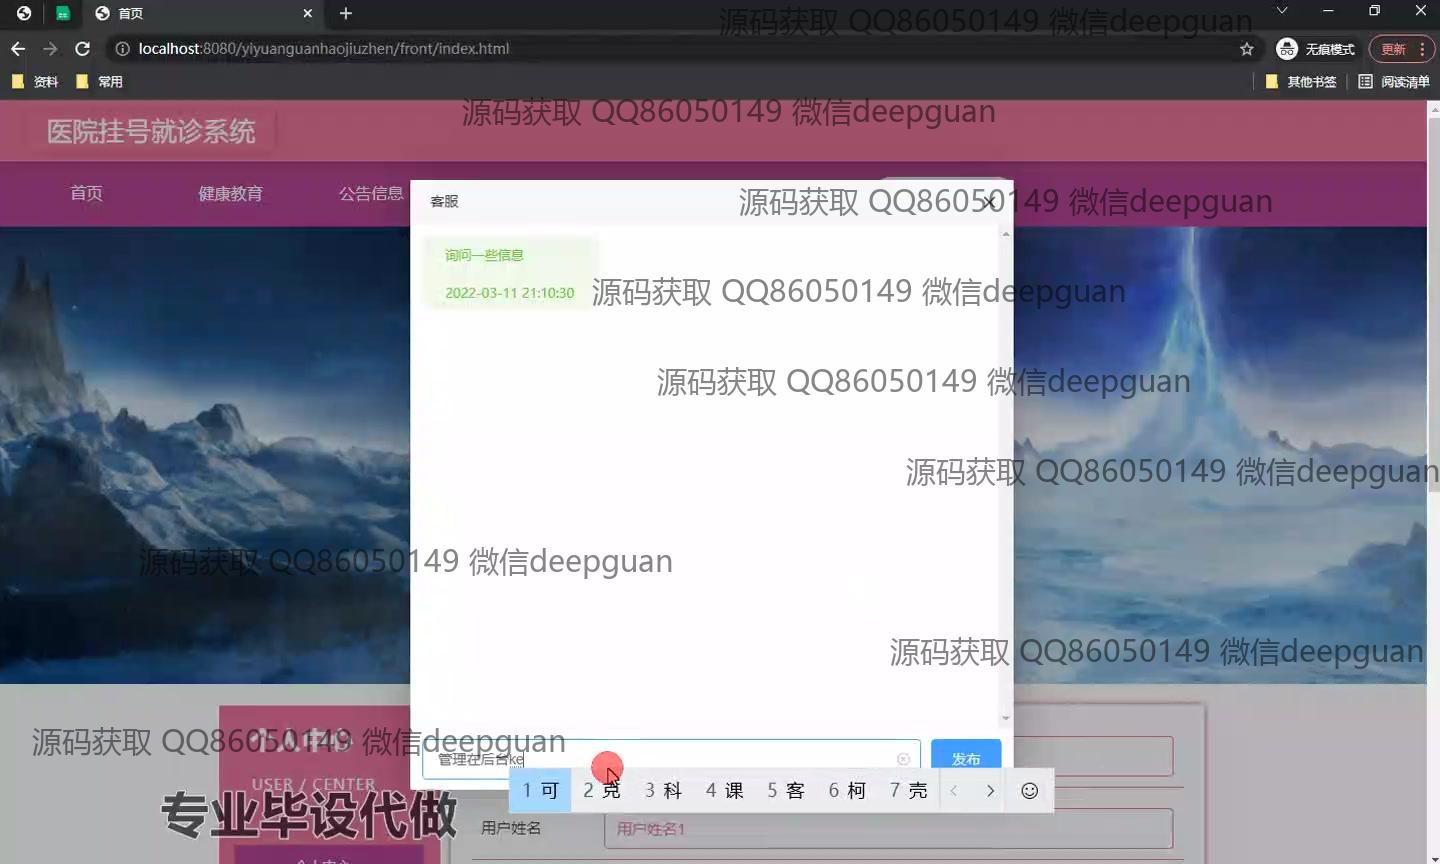 首页
localhost:8080/yiyuanguanhaojiuzhen/front/index.html
无痕模式
更新
资料
常用
其他书签
阅读清单
源码获取 QQ86050149 微信deepguan
源码获取 QQ86050149 微信deepguan
医院挂号就诊系统
首页
健康教育
公告信息
客服
源码获取 QQ86050149 微信deepguan
询问一些信息
2022-03-11 21:10:30
源码获取 QQ86050149 微信deepguan
源码获取 QQ86050149 微信deepguan
源码获取 QQ86050149 微信deepguan
源码获取 QQ86050149 微信deepguan
源码获取 QQ86050149 微信deepguan
源码获取 QQ86050149 微信deepguan
个人中心
USER / CENTER
管理在后台ke
发布
1 可 2 克 3 科 4 课 5 客 6 柯 7 壳
专业毕设代做
用户姓名
用户姓名1
个人中心